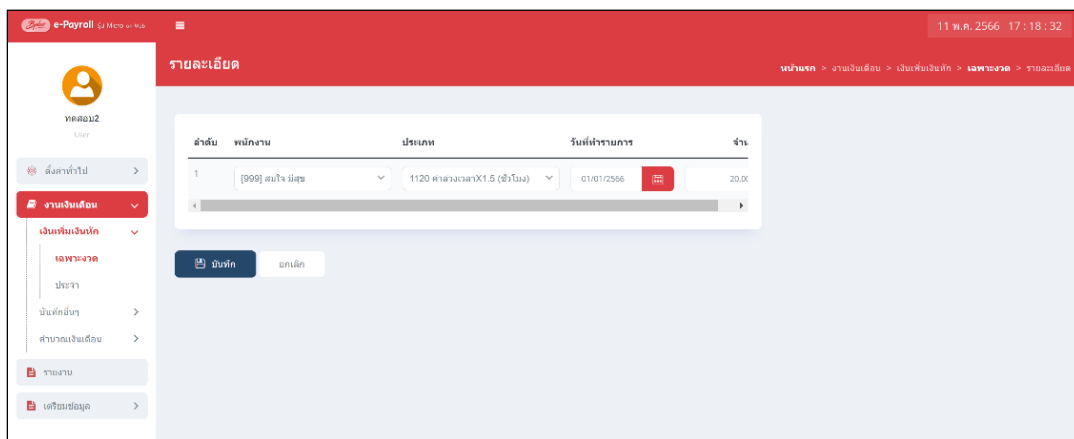 Bplus e-Payroll รุ่น Micro on Web
11 พ.ค. 2566 17 : 18 : 32
รายละเอียด
หน้าแรก > งานเงินเดือน > เงินเพิ่มเงินหัก > เฉพาะงวด > รายละเอียด
ทดสอบ2
User
ตั้งค่าทั่วไป
งานเงินเดือน
เงินเพิ่มเงินหัก
เฉพาะงวด
ประจำ
บันทึกอื่นๆ
คำนวณเงินเดือน
รายงาน
เตรียมข้อมูล
ลำดับ พนักงาน ประเภท วันที่ทำรายการ จำน
1 [999] สมใจ มีสุข 1120 ค่าล่วงเวลาX1.5 (ชั่วโมง) 01/01/2566 20.00
บันทึก ยกเลิก